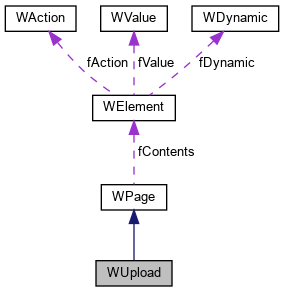 WAction
WValue
WDynamic
fAction
fValue
fDynamic
WElement
fContents
WPage
WUpload